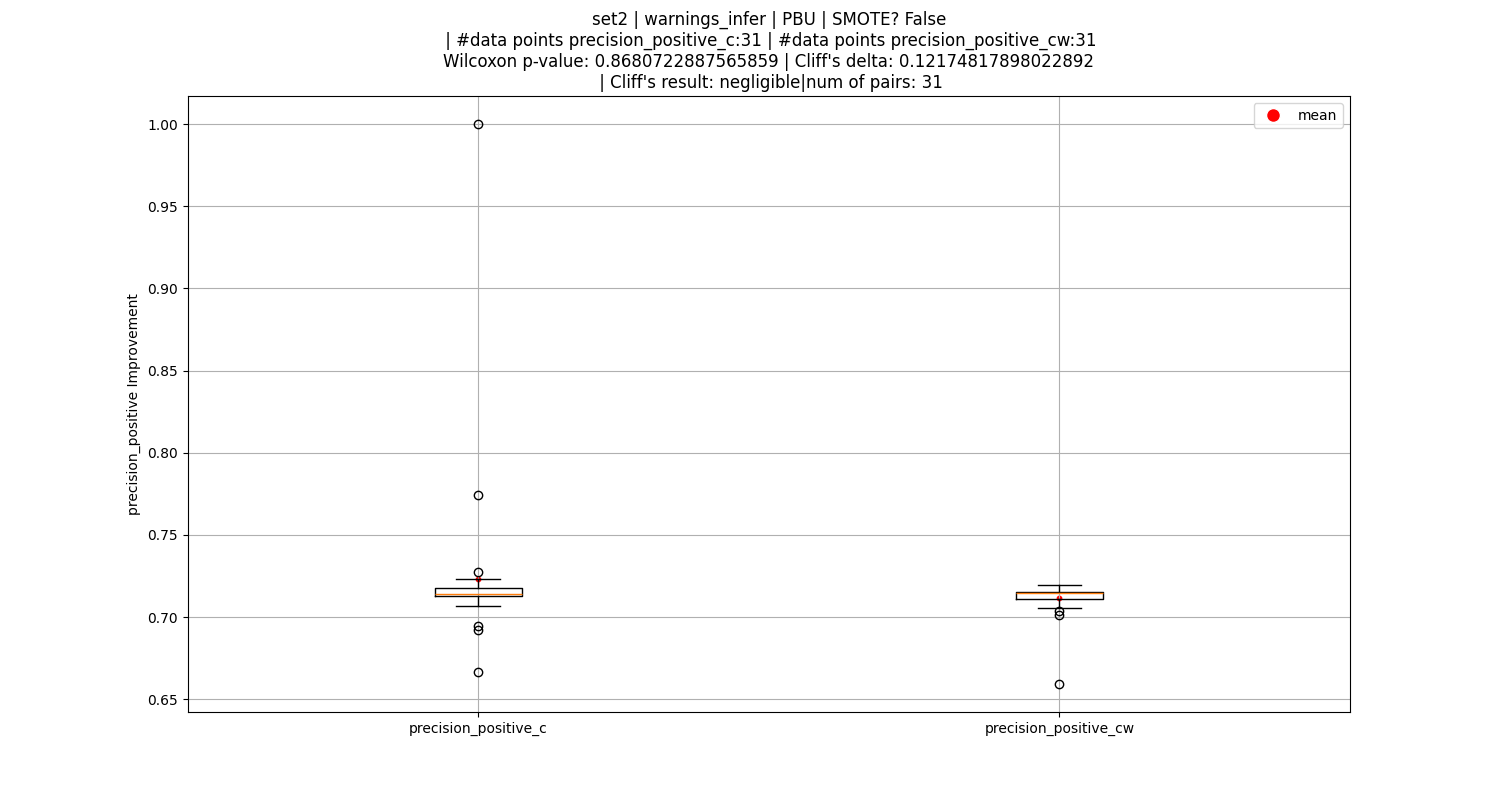 set2 | warnings_infer | PBU | SMOTE? False
| #data points precision_positive_c:31 | #data points precision_positive_cw:31
Wilcoxon p-value: 0.8680722887565859 | Cliff's delta: 0.12174817898022892
| Cliff's result: negligible|num of pairs: 31
mean
1.00
0.95
0.90
0.85
0.80
0.75
0.70
0.65
precision_positive Improvement
precision_positive_c
precision_positive_cw